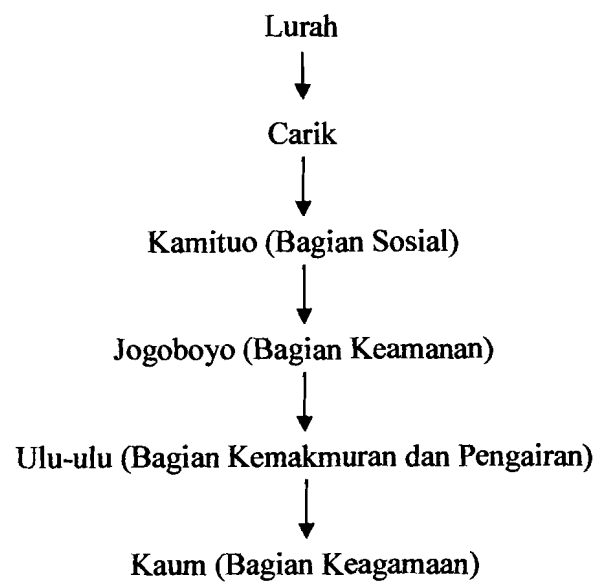 Lurah
Carik
Kamituo (Bagian Sosial)
Jogoboyo (Bagian Keamanan)
Ulu-ulu (Bagian Kemakmuran dan Pengairan)
Kaum (Bagian Keagamaan)